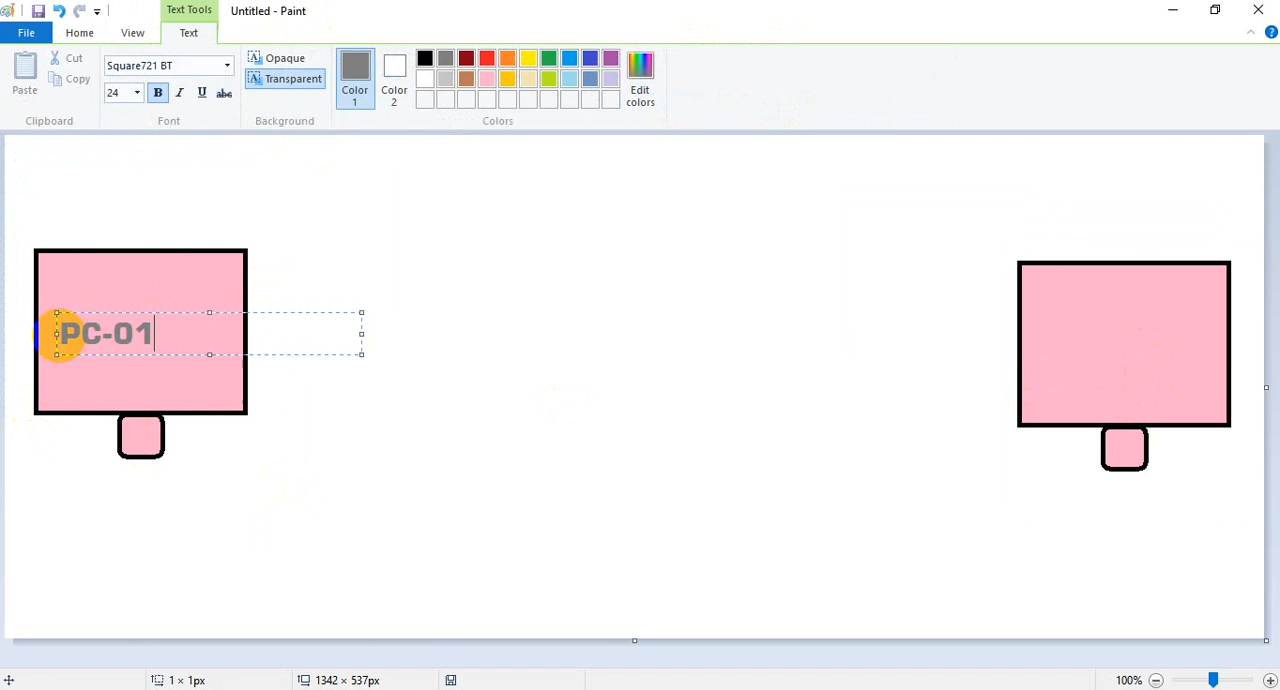 Text Tools
Untitled - Paint
File
Home
View
Text
Paste
Cut
Copy
Clipboard
Square721 BT
24
B I U abc
Font
Opaque
Transparent
Background
Color 1
Color 2
Edit colors
Colors
PC-01
1 × 1px
1342 × 537px
100%